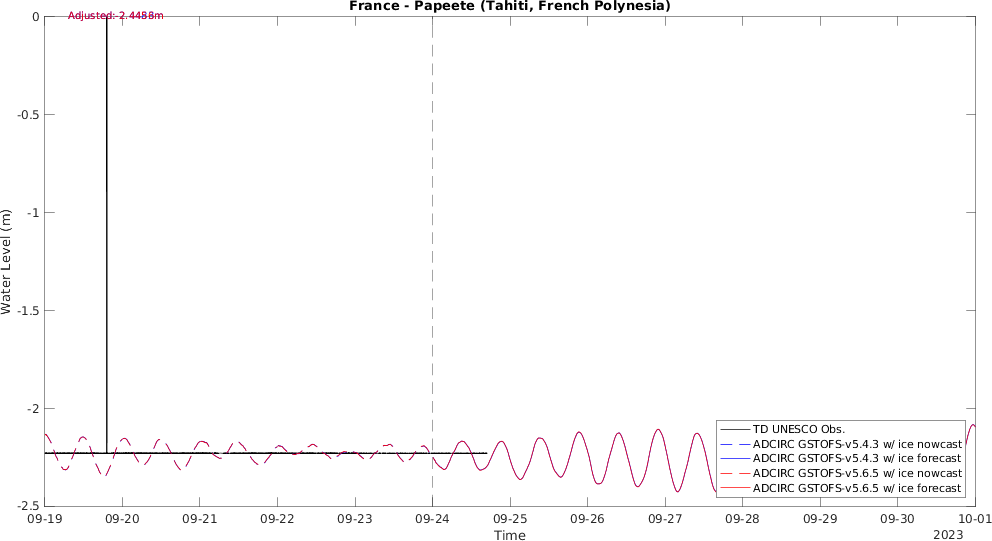 France - Papeete (Tahiti, French Polynesia)
Adjusted:
0
-0.5
-1
-1.5
-2
-2.5
Water Level (m)
09-19
09-20
09-21
09-22
09-23
09-24
09-25
09-26
09-27
09-28
09-29
09-30
10-01
Time
2023
TD UNESCO Obs.
ADCIRC GSTOFS-v5.4.3 w/ ice nowcast
ADCIRC GSTOFS-v5.4.3 w/ ice forecast
ADCIRC GSTOFS-v5.6.5 w/ ice nowcast
ADCIRC GSTOFS-v5.6.5 w/ ice forecast